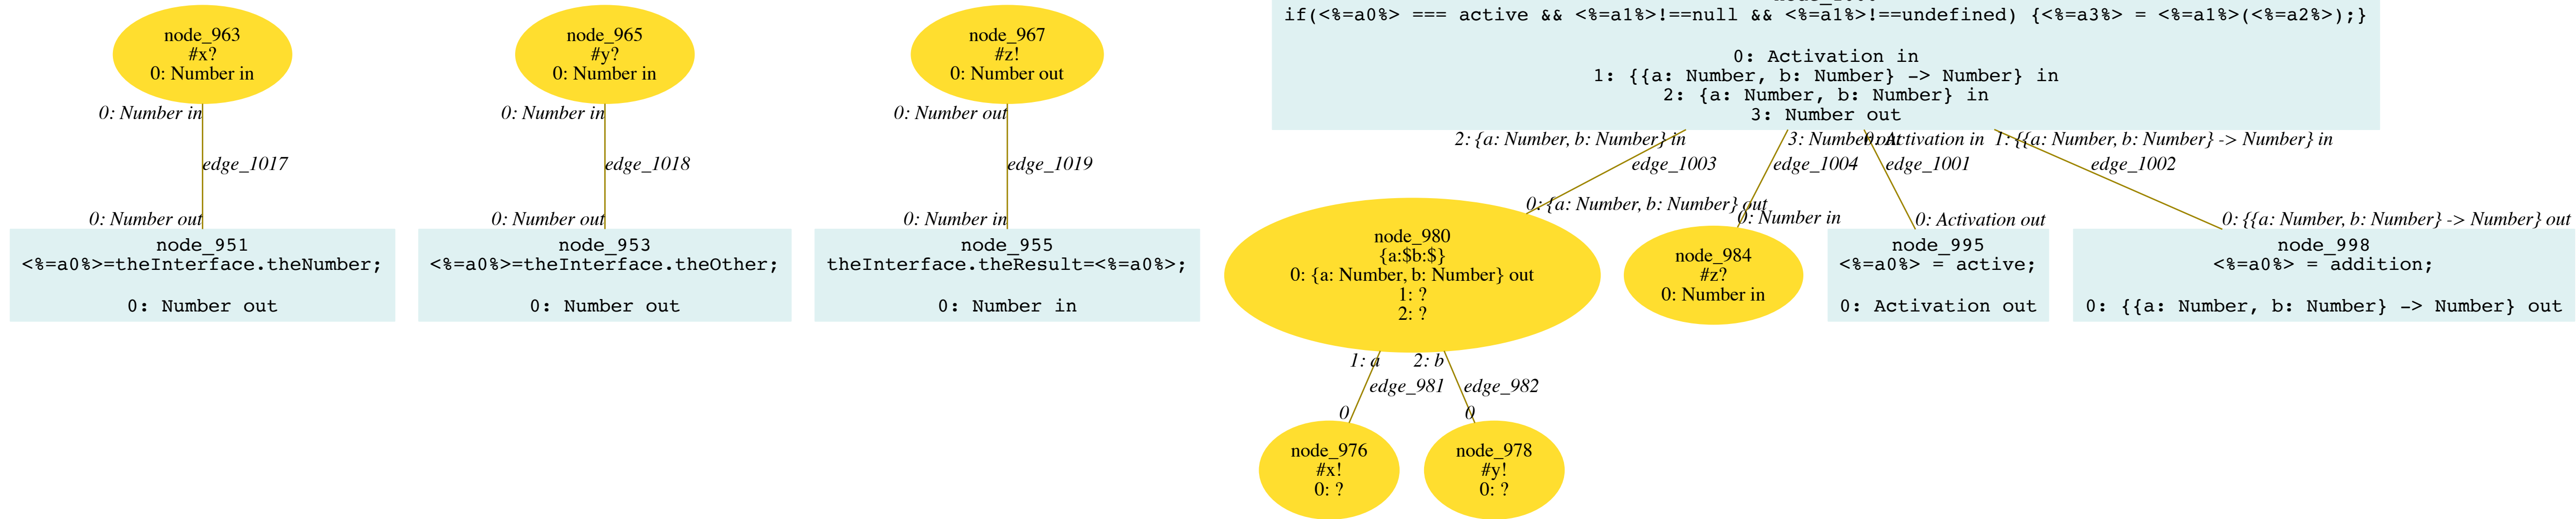 if(<%=a0%> === active && <%=a1%>!==null && <%=a1%>!==undefined) {<%=a3%> = <%=a1%>(<%=a2%>);}
0: Activation in
1: {{a: Number, b: Number} -> Number} in
2: {a: Number, b: Number} in
3: Number out
node_963
#x?
0: Number in
node_965
#y?
0: Number in
node_967
#z!
0: Number out
0: Number in
0: Number in
0: Number out
2: {a: Number, b: Number} in
3: Number out
0: Activation in
1: {{a: Number, b: Number} -> Number} in
edge_1017
edge_1018
edge_1019
edge_1003
edge_1004
edge_1001
edge_1002
0: Number out
0: Number out
0: Number in
0: {a: Number, b: Number} out
0: Number in
0: Activation out
0: {{a: Number, b: Number} -> Number} out
node_951
<%=a0%>=theInterface.theNumber;
0: Number out
node_953
<%=a0%>=theInterface.theOther;
0: Number out
node_955
theInterface.theResult=<%=a0%>;
0: Number in
node_980
{a:$b:$}
0: {a: Number, b: Number} out
1: ?
2: ?
node_984
#z?
0: Number in
node_995
<%=a0%> = active;
0: Activation out
node_998
<%=a0%> = addition;
0: {{a: Number, b: Number} -> Number} out
1: a
2: b
edge_981
edge_982
0
0
node_976
#x!
0: ?
node_978
#y!
0: ?